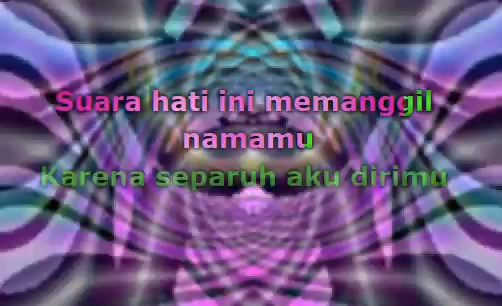 Suara hati ini memanggil
namamu
Karena separuh aku dirimu